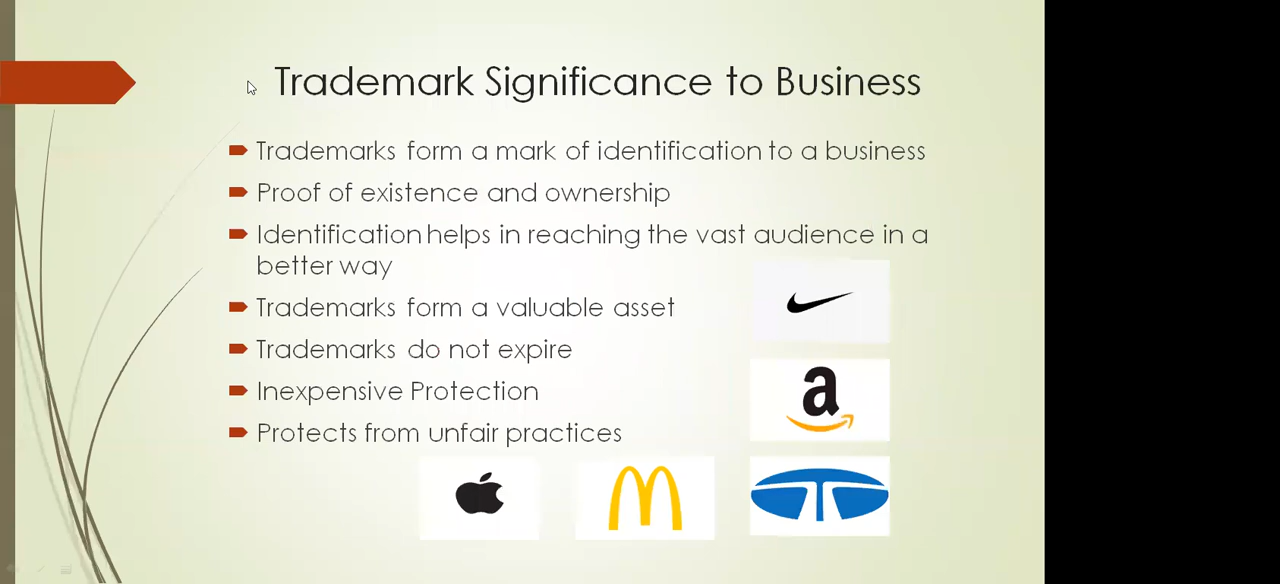 Trademark Significance to Business
Trademarks form a mark of identification to a business
Proof of existence and ownership
Identification helps in reaching the vast audience in a
better way
Trademarks form a valuable asset
Trademarks do not expire
Inexpensive Protection
Protects from unfair practices
a